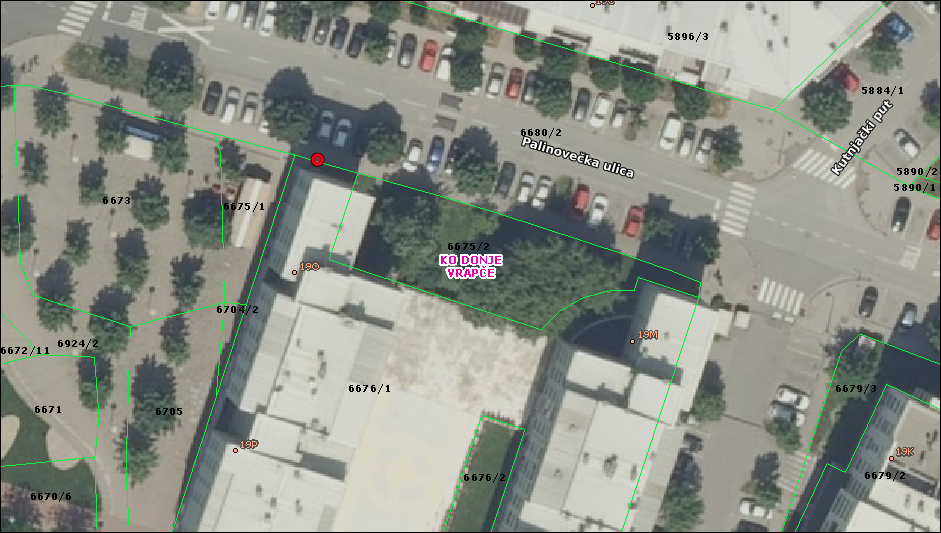 5896/3
5884/1
6680/2
Palinovečka ulica
Kutnjački put
5890/2
5890/1
6673
6675/1
6675/2
KO DONJE
VRAPČE
19O
6704/2
19M
6924/2
6672/11
6676/1
6679/3
6671
6705
19P
19K
6676/2
6679/2
6670/6